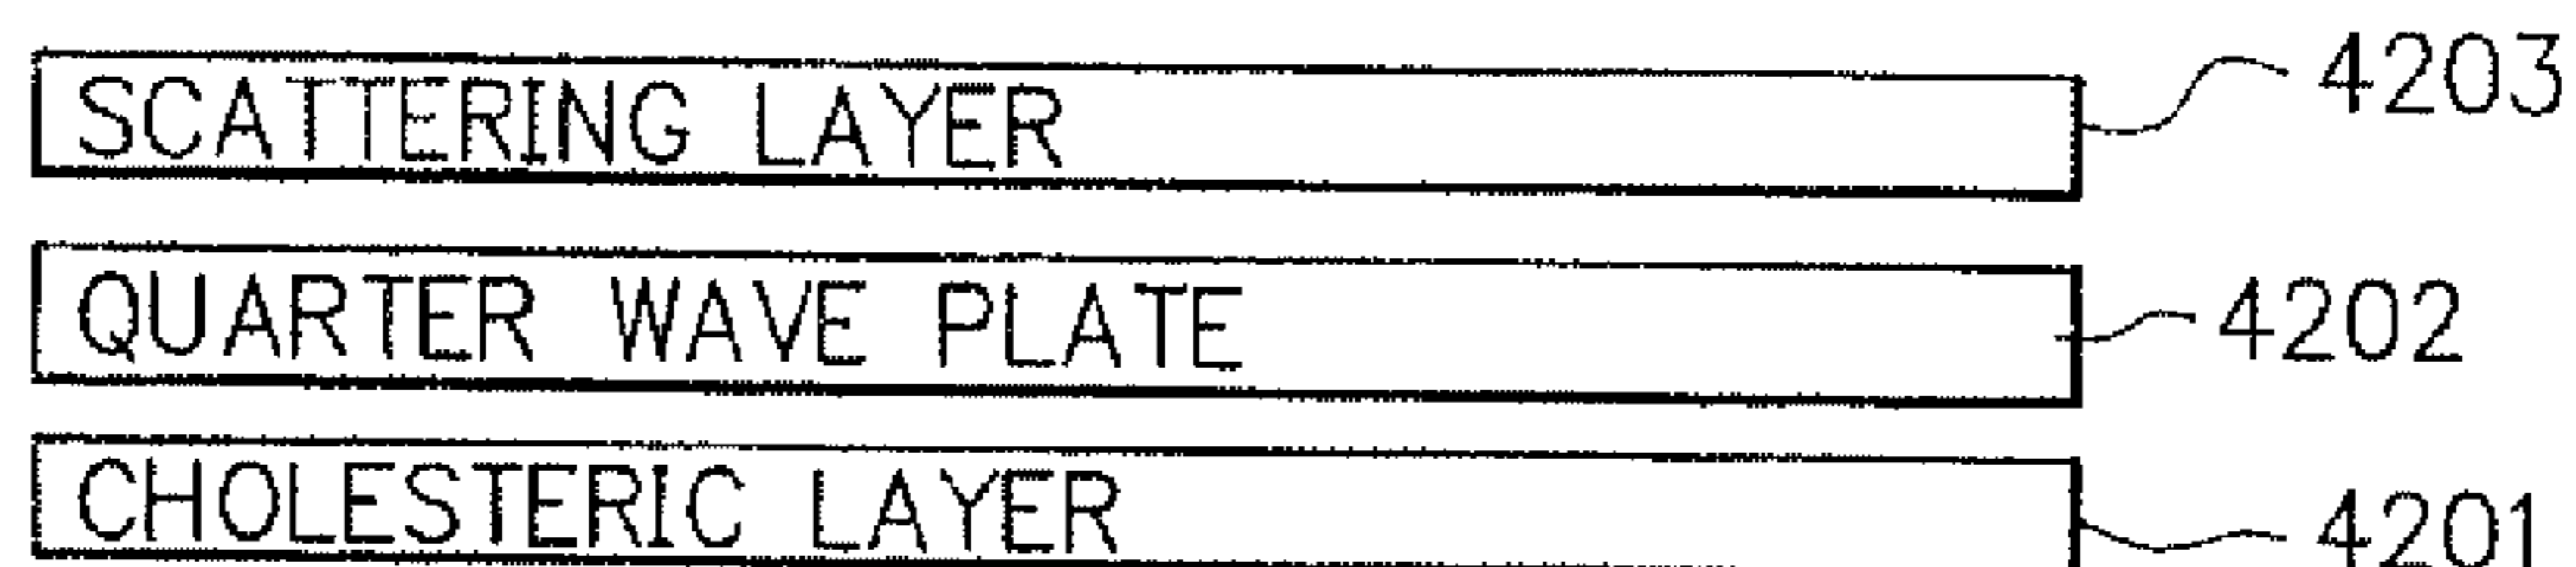 SCATTERING LAYER 4203
QUARTER WAVE PLATE 4202
CHOLESTERIC LAYER 4201